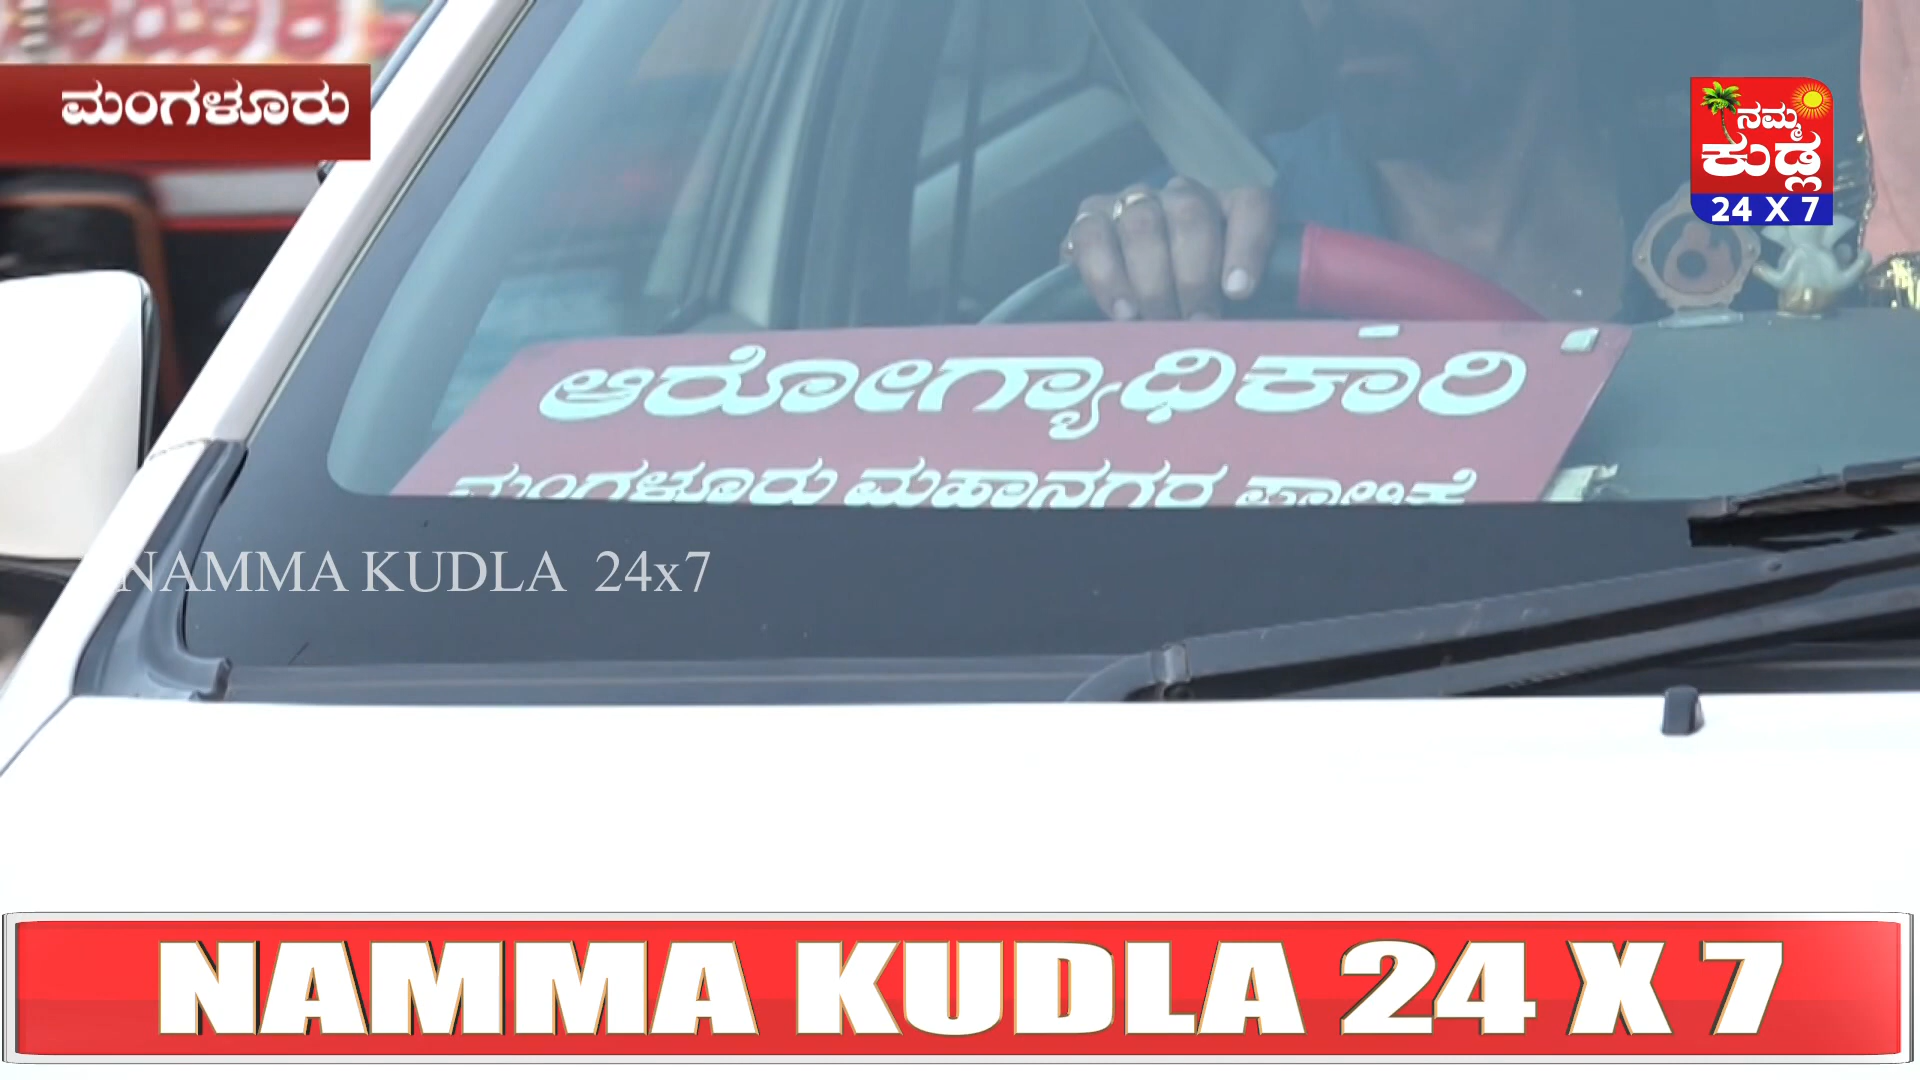 ಮಂಗಳೂರು
ನಮ್ಮ
ಕುಡ್ಲ
24 X 7
ಆರೋಗ್ಯಾಧಿಕಾರಿ
ಮಂಗಳೂರು ಮಹಾನಗರ ಪಾಲಿಕೆ
NAMMA KUDLA 24x7
NAMMA KUDLA 24 X 7